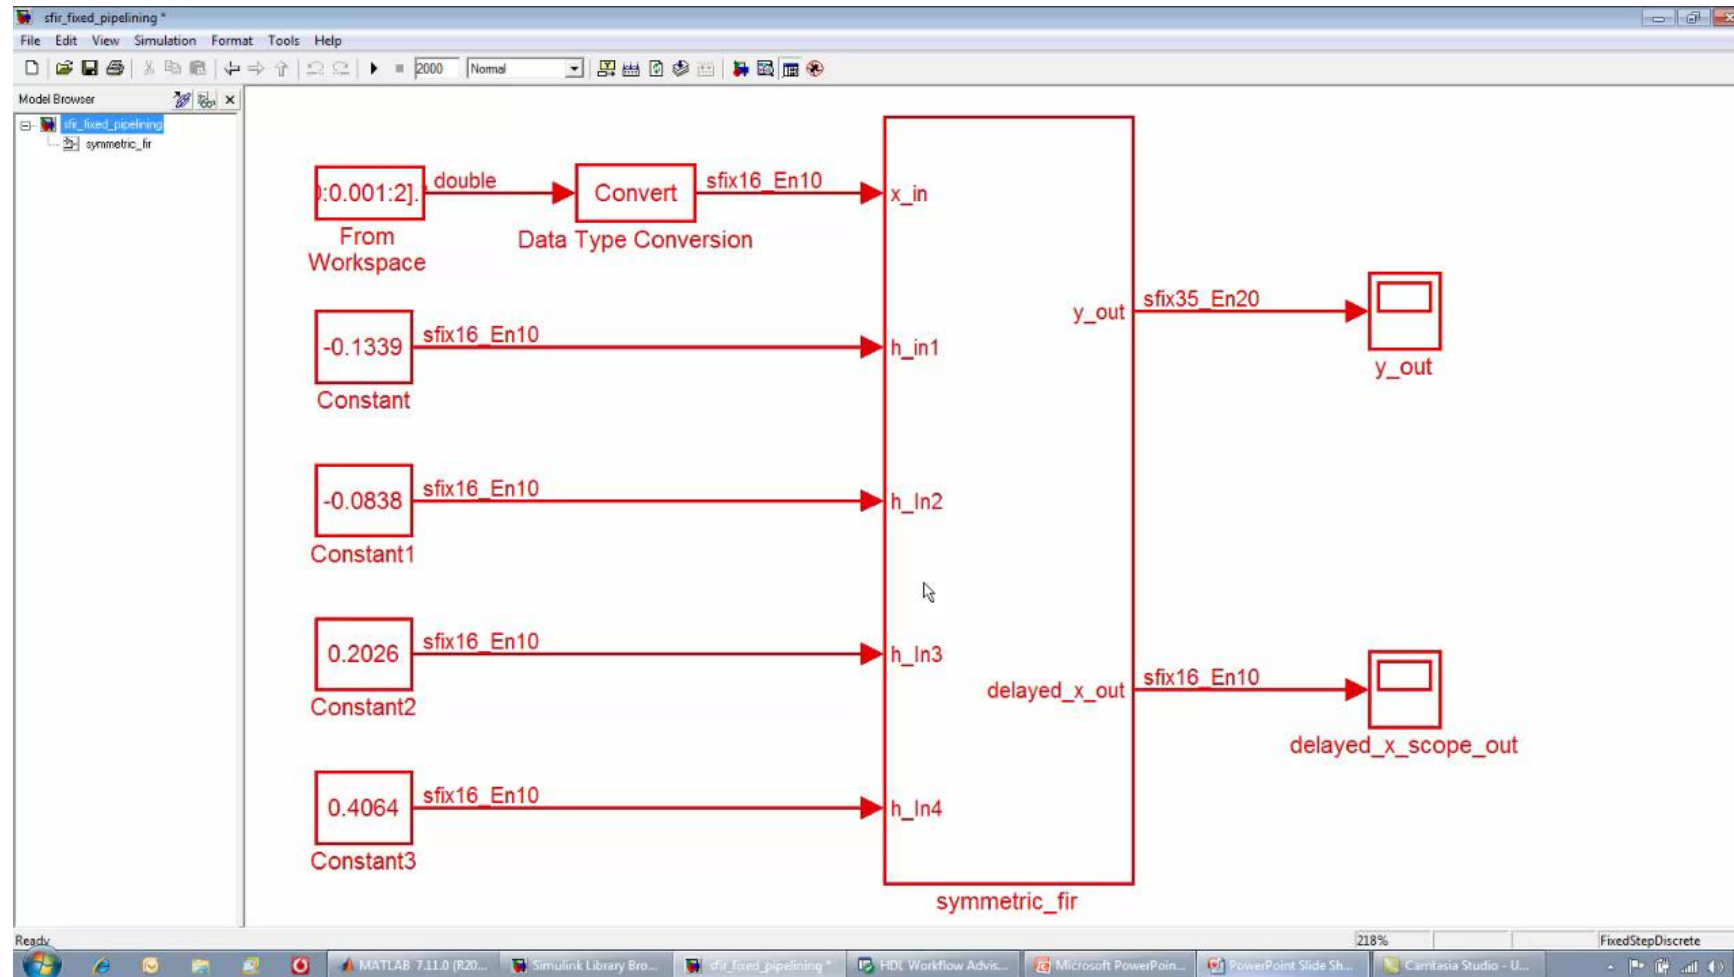 sfir_fixed_pipelining *
File Edit View Simulation Format Tools Help
2000 Normal
Model Browser
sfir_fixed_pipelining
symmetric_fir
):0.001:2].
double
Convert
sfix16_En10
x_in
From
Workspace
Data Type Conversion
-0.1339
sfix16_En10
h_in1
Constant
y_out
sfix35_En20
y_out
-0.0838
sfix16_En10
h_In2
Constant1
0.2026
sfix16_En10
h_In3
Constant2
delayed_x_out
sfix16_En10
delayed_x_scope_out
0.4064
sfix16_En10
h_In4
Constant3
symmetric_fir
Ready
218%
FixedStepDiscrete
MATLAB 7.11.0 (R20...
Simulink Library Bro...
sfir_fixed_pipelining *
HDL Workflow Advis...
Microsoft PowerPoin...
PowerPoint Slide Sh...
Camtasia Studio - U...